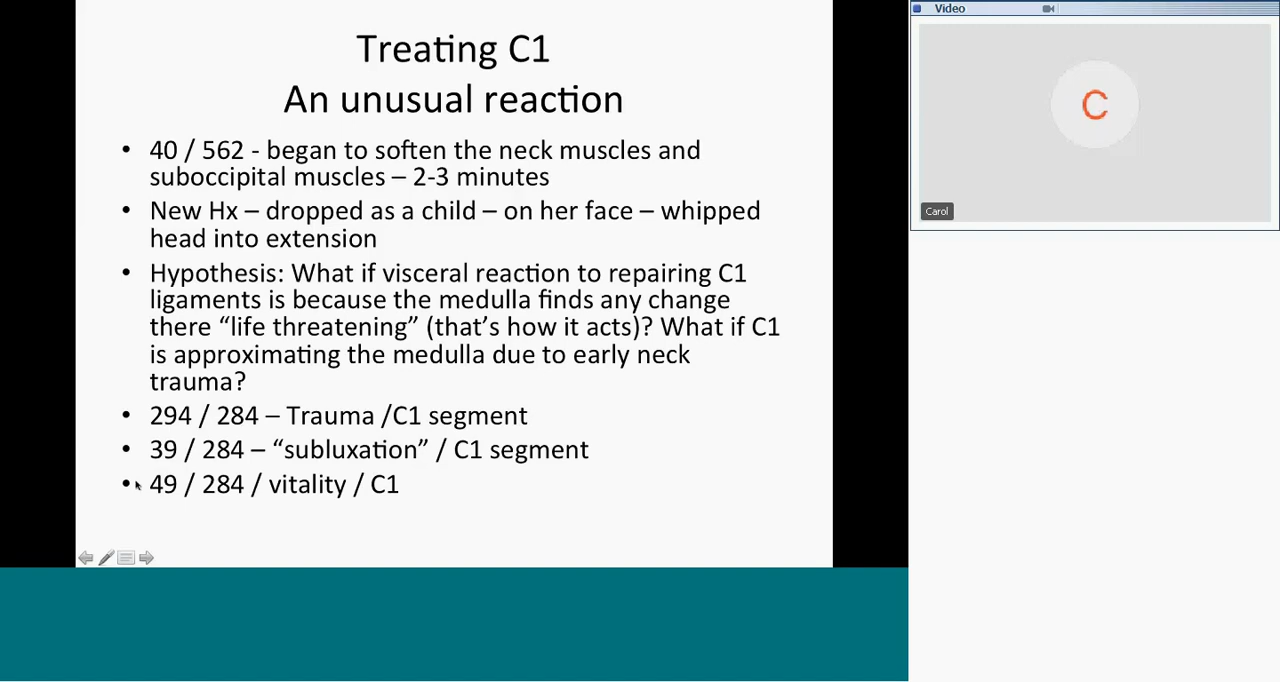 Treating C1
An unusual reaction
• 40 / 562 - began to soften the neck muscles and
suboccipital muscles – 2-3 minutes
• New Hx – dropped as a child – on her face – whipped
head into extension
• Hypothesis: What if visceral reaction to repairing C1
ligaments is because the medulla finds any change
there “life threatening” (that’s how it acts)? What if C1
is approximating the medulla due to early neck
trauma?
• 294 / 284 – Trauma /C1 segment
• 39 / 284 – “subluxation” / C1 segment
• 49 / 284 / vitality / C1
Video
C
Carol